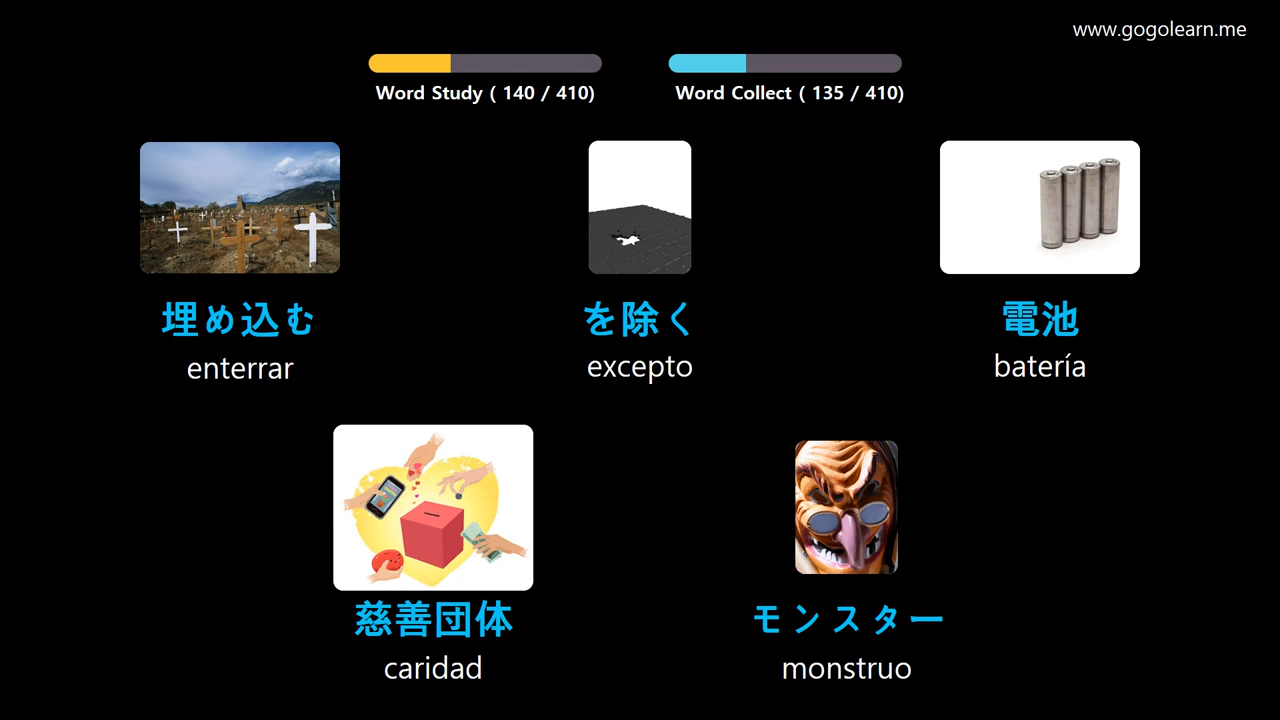 www.gogolearn.me
Word Study ( 140 / 410)
Word Collect ( 135 / 410)
埋め込む
enterrar
を除く
excepto
電池
batería
慈善団体
caridad
モンスター
monstruo